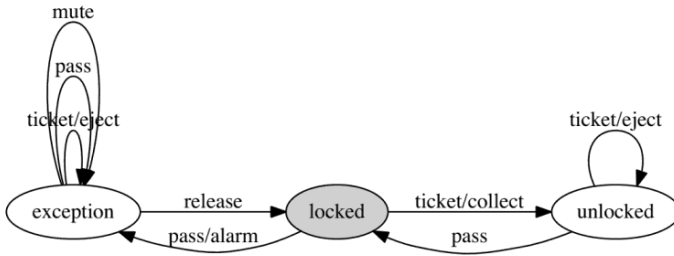 mute
pass
ticket/eject
ticket/eject
exception
release
locked
ticket/collect
unlocked
pass/alarm
pass